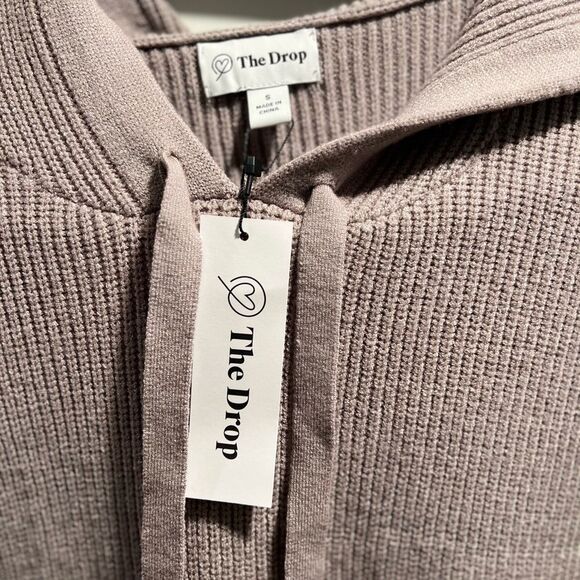 The Drop
S
MADE IN
CHINA
The Drop